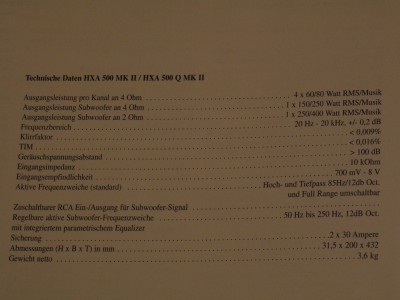 Technische Daten HXA 500 MK II / HXA 500 Q MK II
Ausgangsleistung pro Kanal an 4 Ohm ........ 4 x 60/80 Watt RMS/Musik
Ausgangsleistung Subwoofer an 4 Ohm ........ 1 x 150/250 Watt RMS/Musik
Ausgangsleistung Subwoofer an 2 Ohm ........ 1 x 250/400 Watt RMS/Musik
Frequenzbereich ........ 20 Hz - 20 kHz, +/- 0,2 dB
Klirrfaktor ........ < 0,009%
TIM ........ < 0,016%
Geräuschspannungsabstand ........ > 100 dB
Eingangsimpedanz ........ 10 kOhm
Eingangsempfindlichkeit ........ 700 mV - 8 V
Aktive Frequenzweiche (standard) ........ Hoch- und Tiefpass 85Hz/12dB Oct.
und Full Range umschaltbar
Zuschaltbarer RCA Ein-/Ausgang für Subwoofer-Signal ........
Regelbare aktive Subwoofer-Frequenzweiche ........ 50 Hz bis 250 Hz, 12dB Oct.
mit integriertem parametrischem Equalizer
Sicherung ........ 2 x 30 Ampere
Abmessungen (H x B x T) in mm ........ 31,5 x 200 x 432
Gewicht netto ........ 3,6 kg